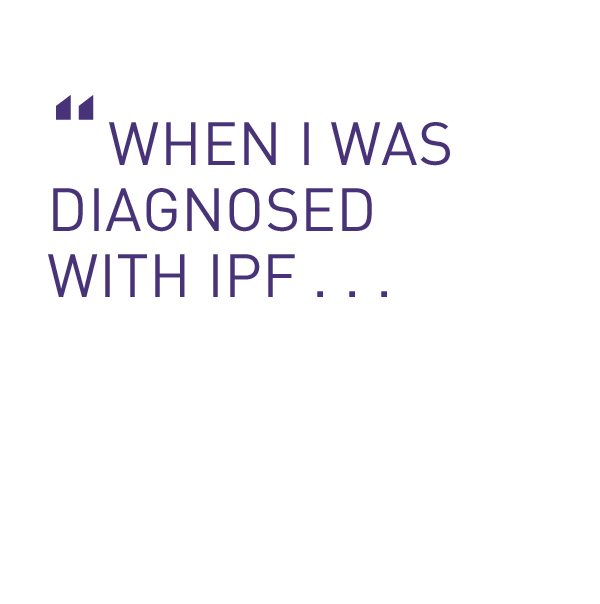 “ WHEN I WAS
DIAGNOSED
WITH IPF . . .